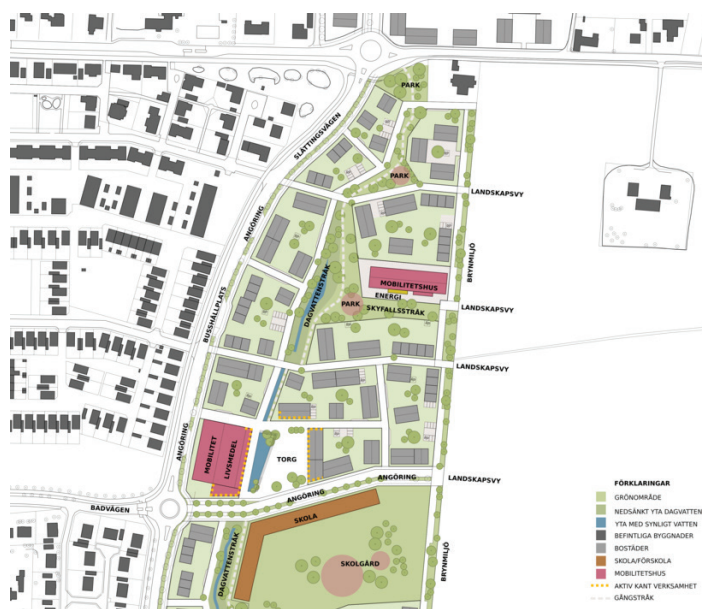 PARK
SLÄTTINGSVÄGEN
PARK
LANDSKAPSVY
ANGÖRING
BRYNMILJÖ
MOBILITETSHUS
ENERGI
PARK
SKYFALLSSTRÅK
LANDSKAPSVY
DAGVATTENSTRÅK
BUSSHÅLLPLATS
LANDSKAPSVY
ANGÖRING
MOBILITET
LIVSMEDEL
TORG
ANGÖRING
LANDSKAPSVY
ANGÖRING
BADVÄGEN
SKOLA
DAGVATTENSTRÅK
SKOLGÅRD
BRYNMILJÖ
FÖRKLARINGAR
GRÖNOMRÅDE
NEDSÄNKT YTA DAGVATTEN
YTA MED SYNLIGT VATTEN
BEFINTLIGA BYGGNADER
BOSTÄDER
SKOLA/FÖRSKOLA
MOBILITETSHUS
AKTIV KANT VERKSAMHET
GÅNGSTRÅK